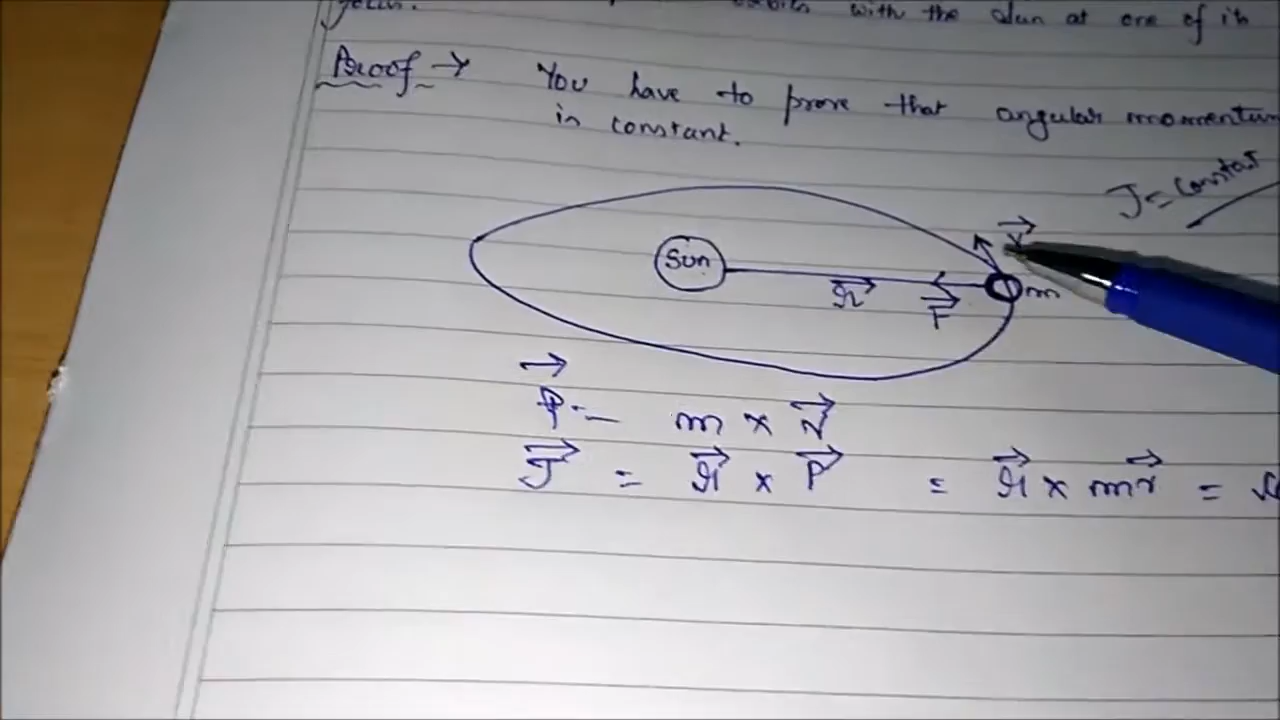 with the Sun at one of its
Proof → You have to prove that angular momentum
is constant.
J = constant
Sun
r⃗
F⃗
v⃗
m
P⃗ = m × v⃗
J⃗ = r⃗ × P⃗ = r⃗ × mv⃗ =